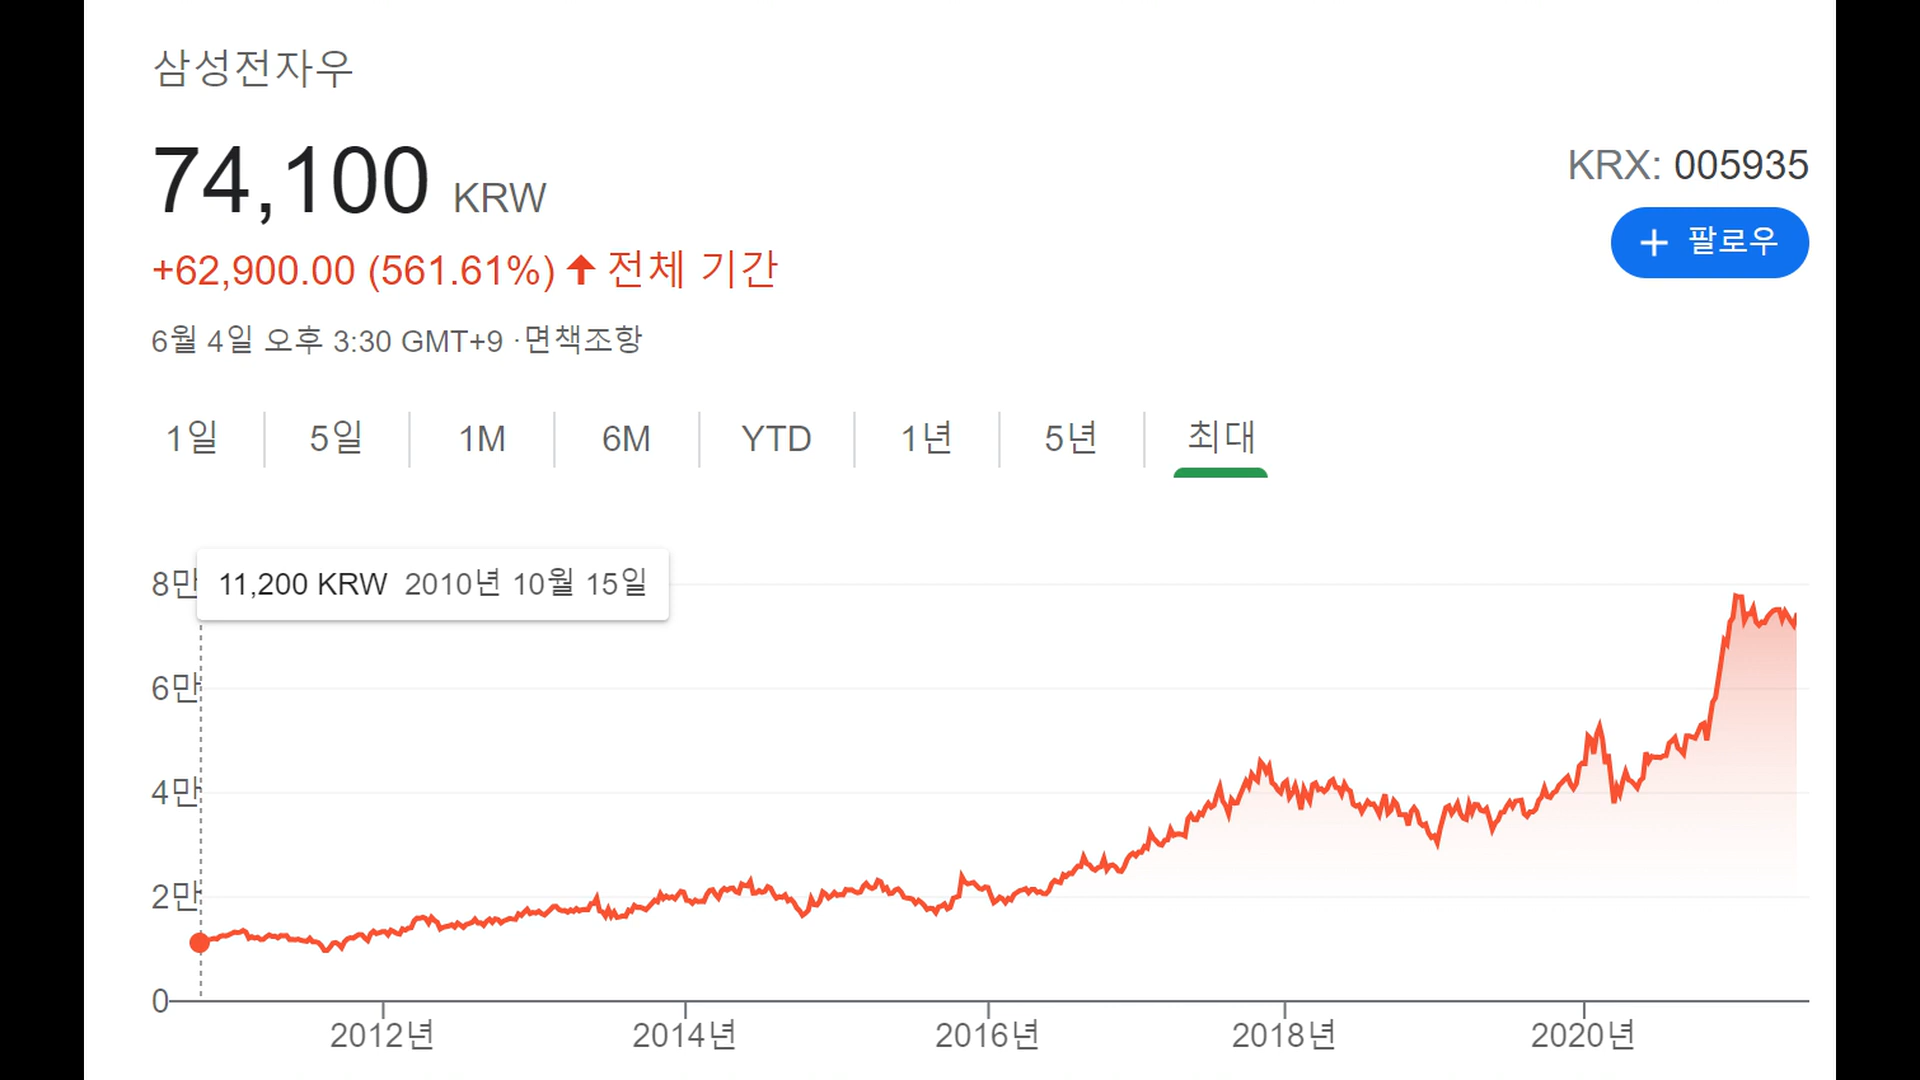 삼성전자우
74,100 KRW
KRX: 005935
+ 팔로우
+62,900.00 (561.61%) ↑ 전체 기간
6월 4일 오후 3:30 GMT+9 ·면책조항
1일 5일 1M 6M YTD 1년 5년 최대
11,200 KRW 2010년 10월 15일
8만
6만
4만
2만
0
2012년 2014년 2016년 2018년 2020년